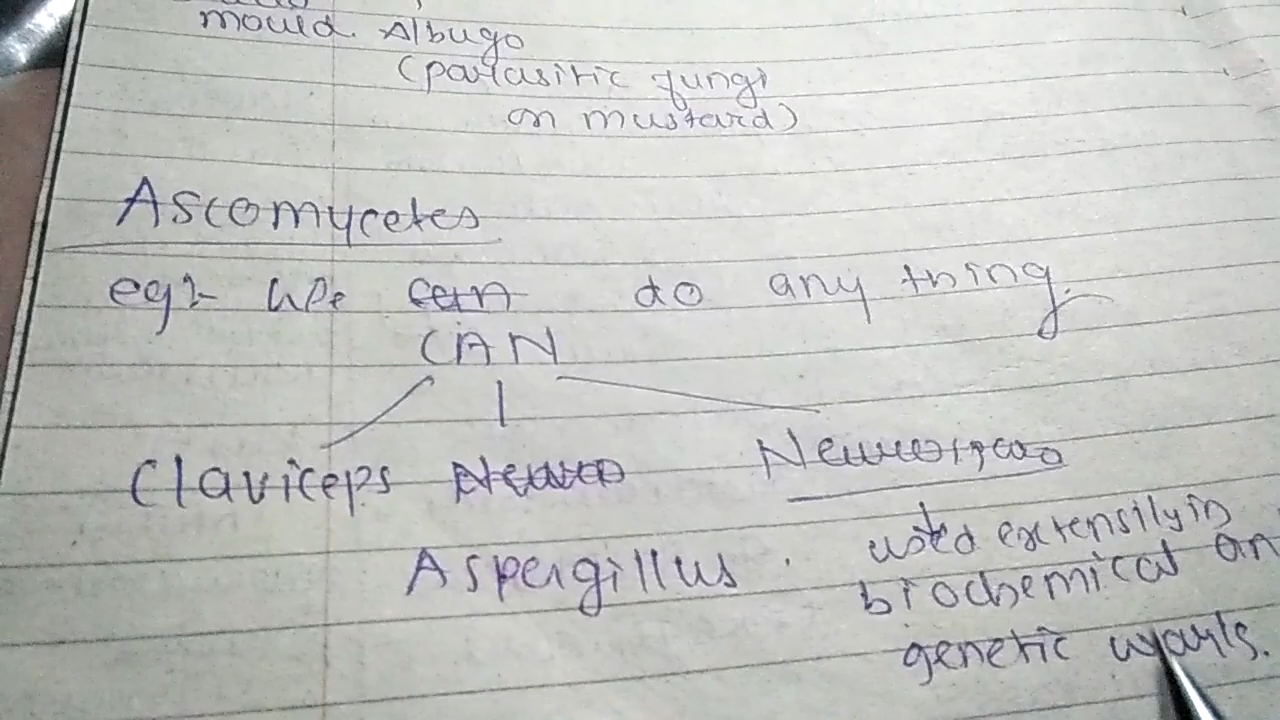 mould. Albugo
(parasitic fungi
on mustard)
Ascomycetes
eg:- We can do any thing.
CAN
Claviceps Neuro Neurospora
Aspergillus. used extensily in
biochemical an
genetic works.